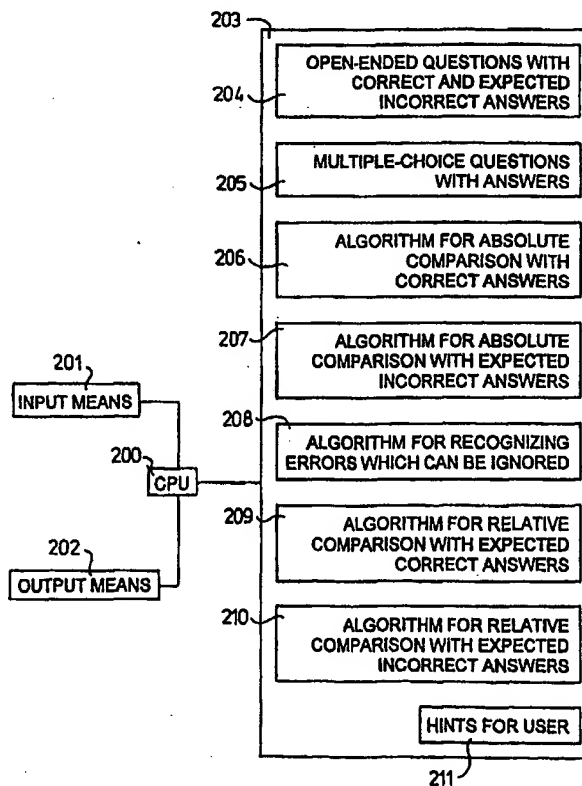 203
OPEN-ENDED QUESTIONS WITH
CORRECT AND EXPECTED
INCORRECT ANSWERS
204
MULTIPLE-CHOICE QUESTIONS
WITH ANSWERS
205
206
ALGORITHM FOR ABSOLUTE
COMPARISON WITH
CORRECT ANSWERS
207
ALGORITHM FOR ABSOLUTE
COMPARISON WITH EXPECTED
INCORRECT ANSWERS
201
INPUT MEANS
208
ALGORITHM FOR RECOGNIZING
ERRORS WHICH CAN BE IGNORED
200
CPU
209
ALGORITHM FOR RELATIVE
COMPARISON WITH EXPECTED
CORRECT ANSWERS
202
OUTPUT MEANS
210
ALGORITHM FOR RELATIVE
COMPARISON WITH EXPECTED
INCORRECT ANSWERS
HINTS FOR USER
211